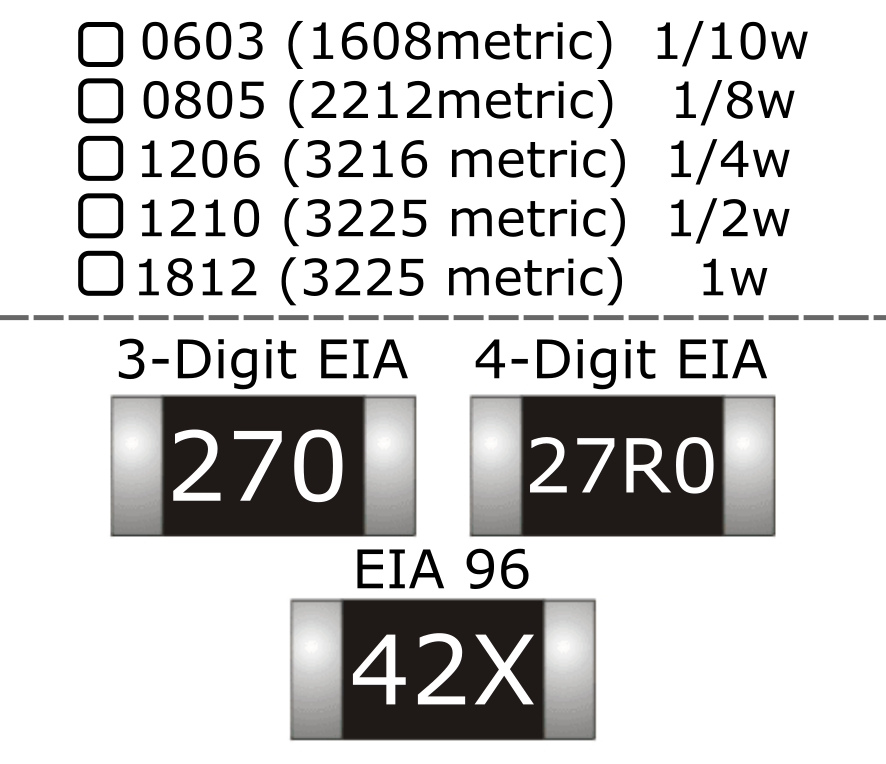 0603 (1608metric) 1/10w
0805 (2212metric) 1/8w
1206 (3216 metric) 1/4w
1210 (3225 metric) 1/2w
1812 (3225 metric) 1w
3-Digit EIA 4-Digit EIA
270 27R0
EIA 96
42X